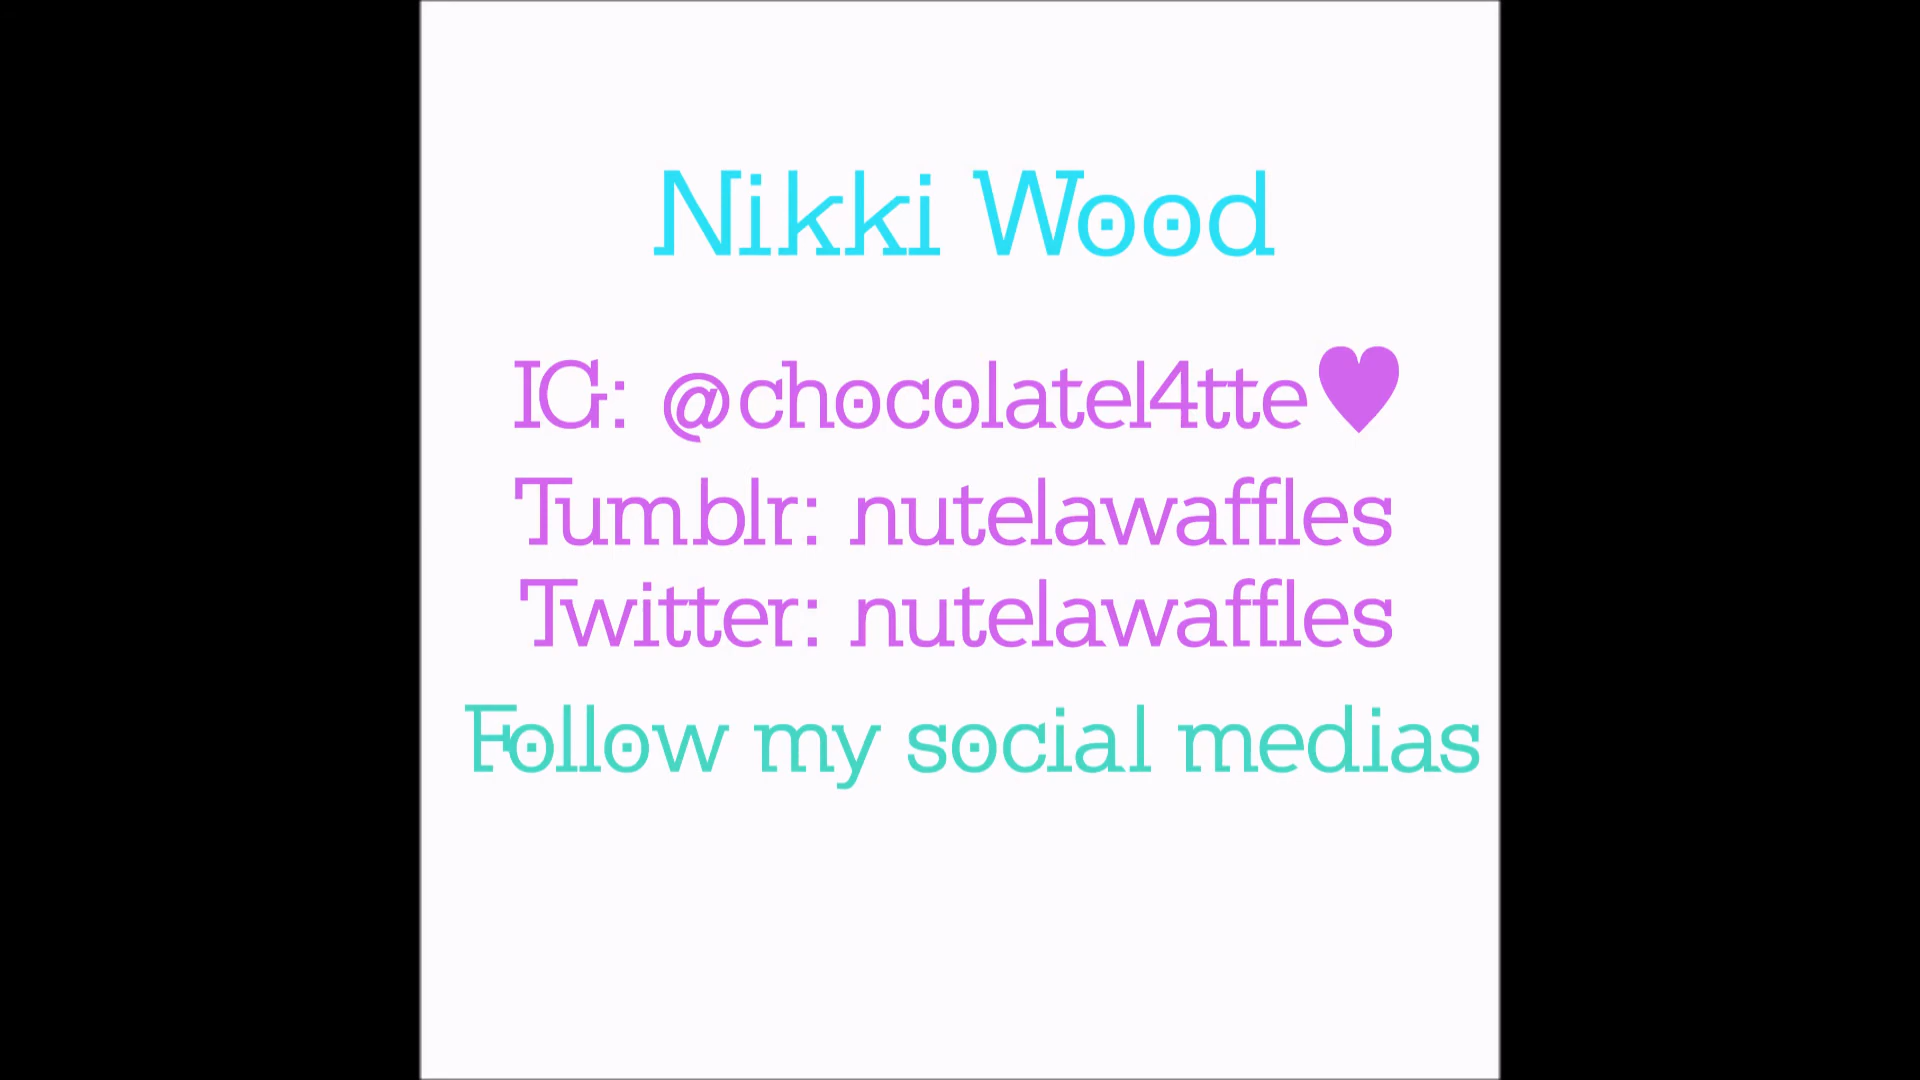 Nikki Wood
IG: @chocolatel4tte♥
Tumblr: nutelawaffles
Twitter: nutelawaffles
Follow my social medias